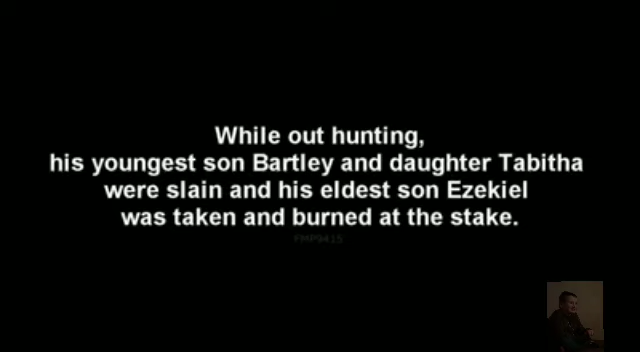 While out hunting,
his youngest son Bartley and daughter Tabitha
were slain and his eldest son Ezekiel
was taken and burned at the stake.
FMP9415